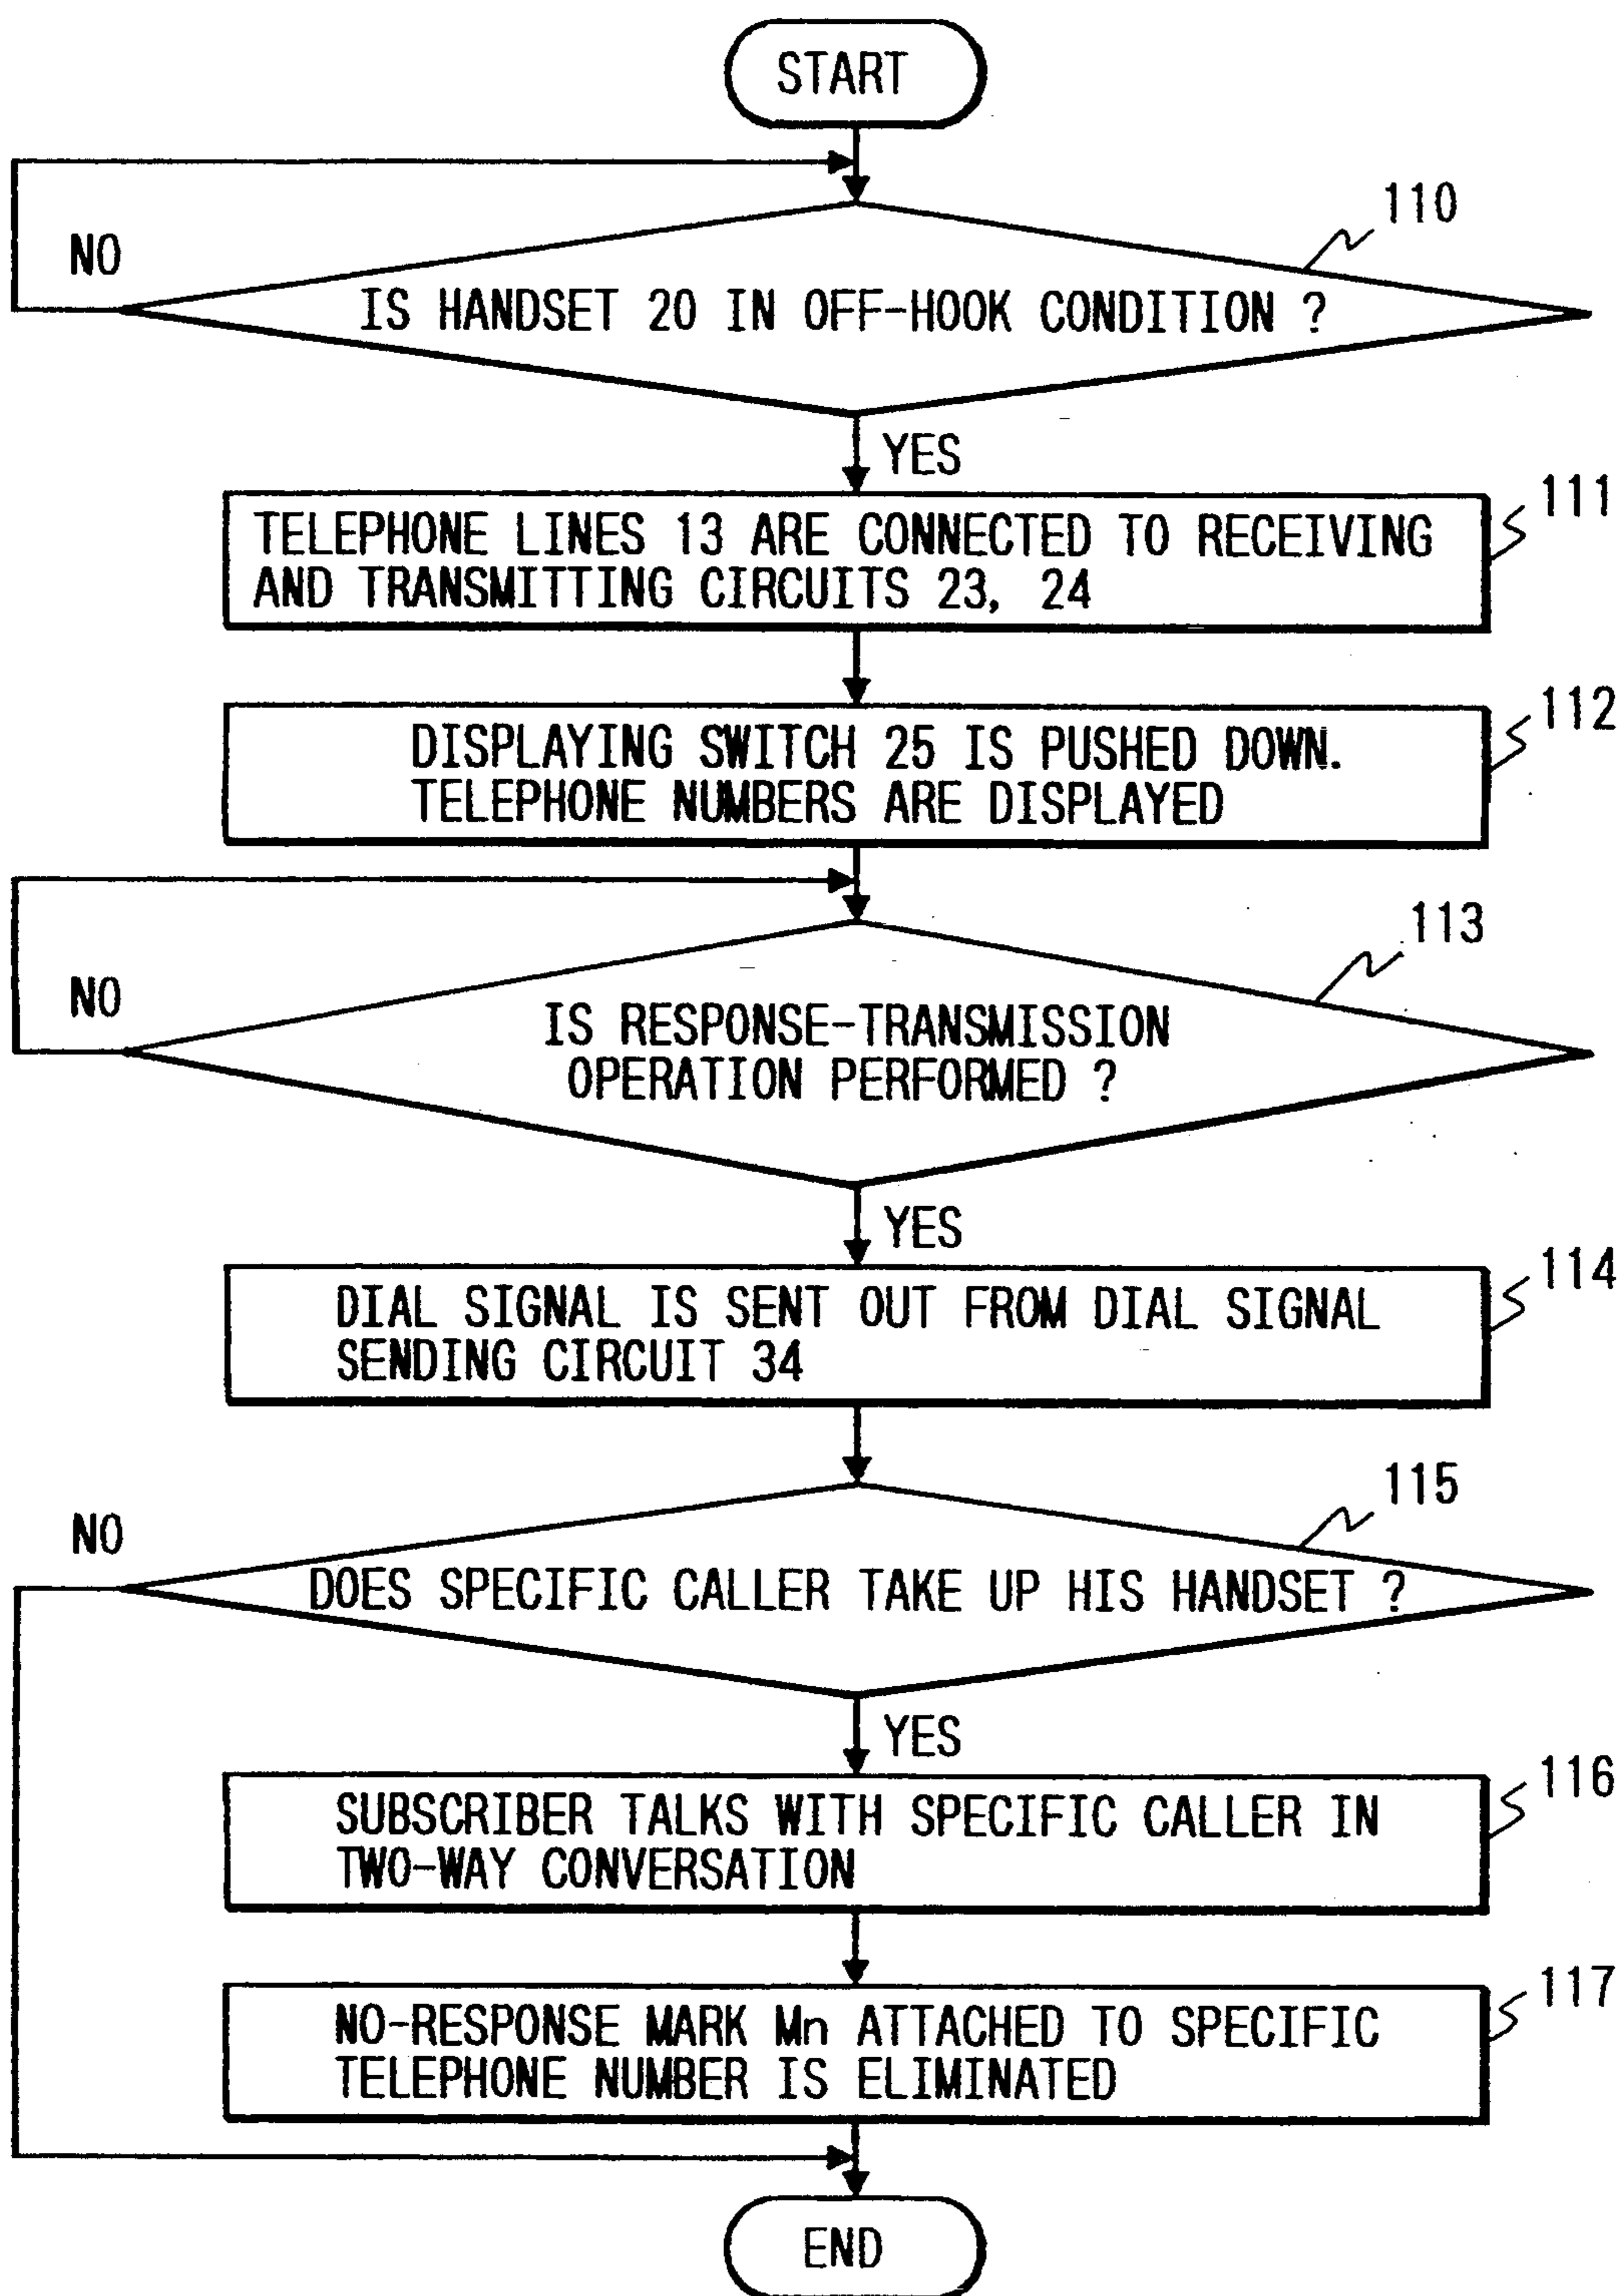 START
110
NO
IS HANDSET 20 IN OFF-HOOK CONDITION ?
YES
111
TELEPHONE LINES 13 ARE CONNECTED TO RECEIVING
AND TRANSMITTING CIRCUITS 23, 24
112
DISPLAYING SWITCH 25 IS PUSHED DOWN.
TELEPHONE NUMBERS ARE DISPLAYED
113
NO
IS RESPONSE-TRANSMISSION
OPERATION PERFORMED ?
YES
114
DIAL SIGNAL IS SENT OUT FROM DIAL SIGNAL
SENDING CIRCUIT 34
115
NO
DOES SPECIFIC CALLER TAKE UP HIS HANDSET ?
YES
116
SUBSCRIBER TALKS WITH SPECIFIC CALLER IN
TWO-WAY CONVERSATION
117
NO-RESPONSE MARK Mn ATTACHED TO SPECIFIC
TELEPHONE NUMBER IS ELIMINATED
END